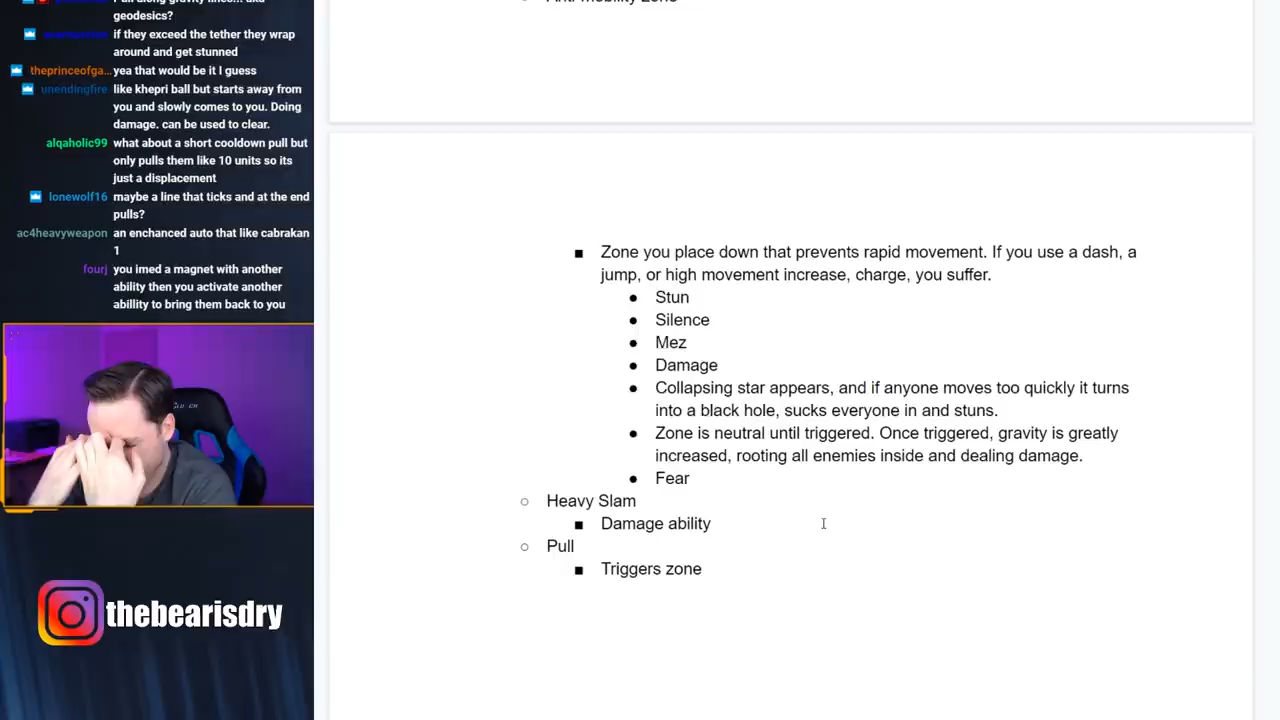 geodesics?
if they exceed the tether they wrap
around and get stunned
theprincefga... yea that would be it I guess
unendingfire like khepri ball but starts away from
you and slowly comes to you. Doing
damage. can be used to clear.
alqaholic99 what about a short cooldown pull but
only pulls them like 10 units so its
just a displacement
lonewolf16 maybe a line that ticks and at the end
pulls?
ac4heavyweapon an enchanced auto that like cabrakan
1
fourj you imed a magnet with another
ability then you activate another
abillity to bring them back to you
thebearisdry
■ Zone you place down that prevents rapid movement. If you use a dash, a
jump, or high movement increase, charge, you suffer.
● Stun
● Silence
● Mez
● Damage
● Collapsing star appears, and if anyone moves too quickly it turns
into a black hole, sucks everyone in and stuns.
● Zone is neutral until triggered. Once triggered, gravity is greatly
increased, rooting all enemies inside and dealing damage.
● Fear
○ Heavy Slam
■ Damage ability
○ Pull
■ Triggers zone